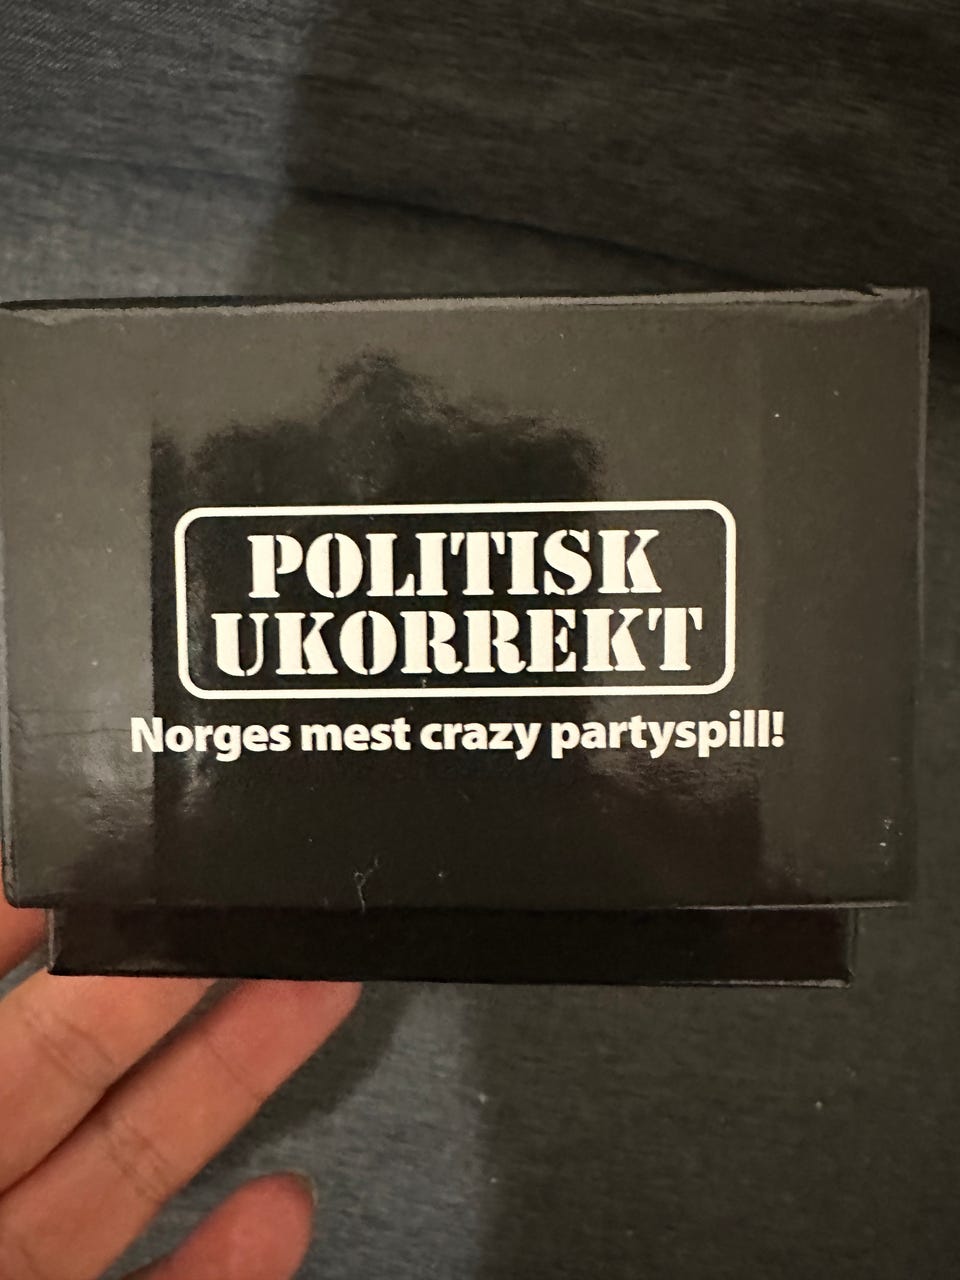 POLITISK
UKORREKT
Norges mest crazy partyspill!